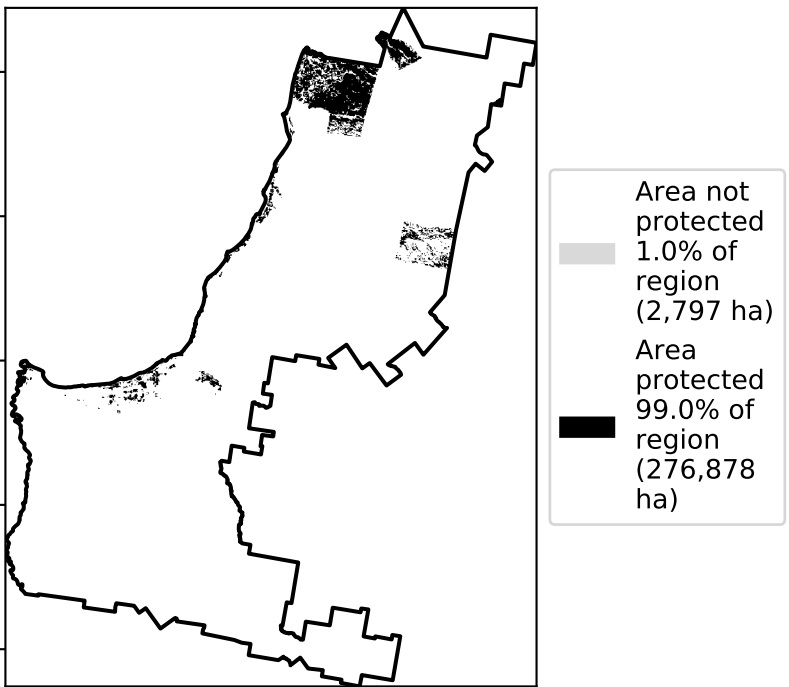 Area not
protected
1.0% of
region
(2,797 ha)
Area
protected
99.0% of
region
(276,878
ha)